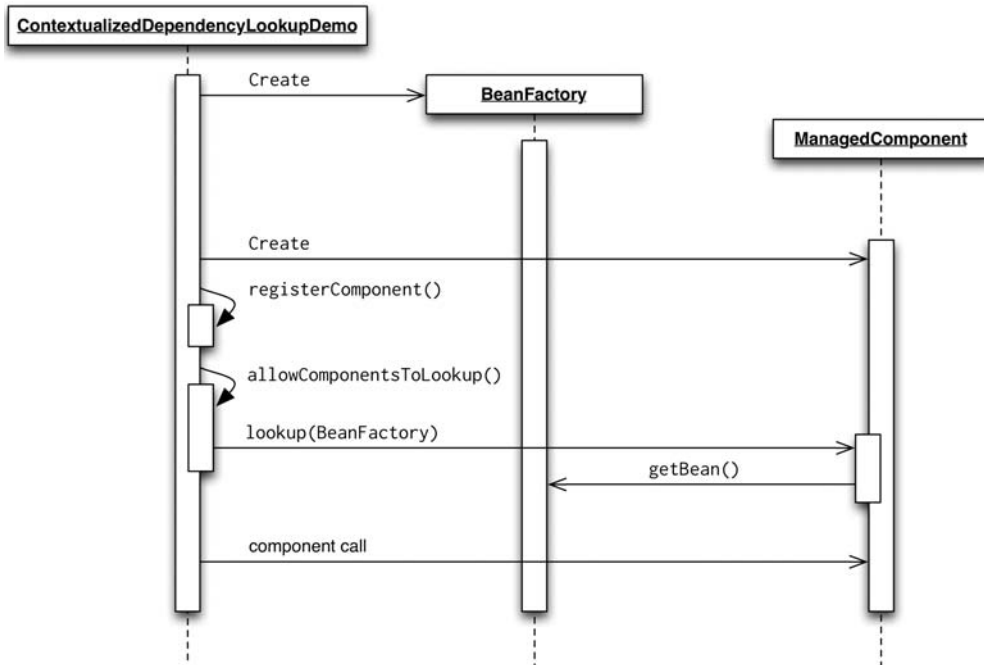 ContextualizedDependencyLookupDemo
Create
BeanFactory
ManagedComponent
Create
registerComponent()
allowComponentsToLookup()
lookup(BeanFactory)
getBean()
component call